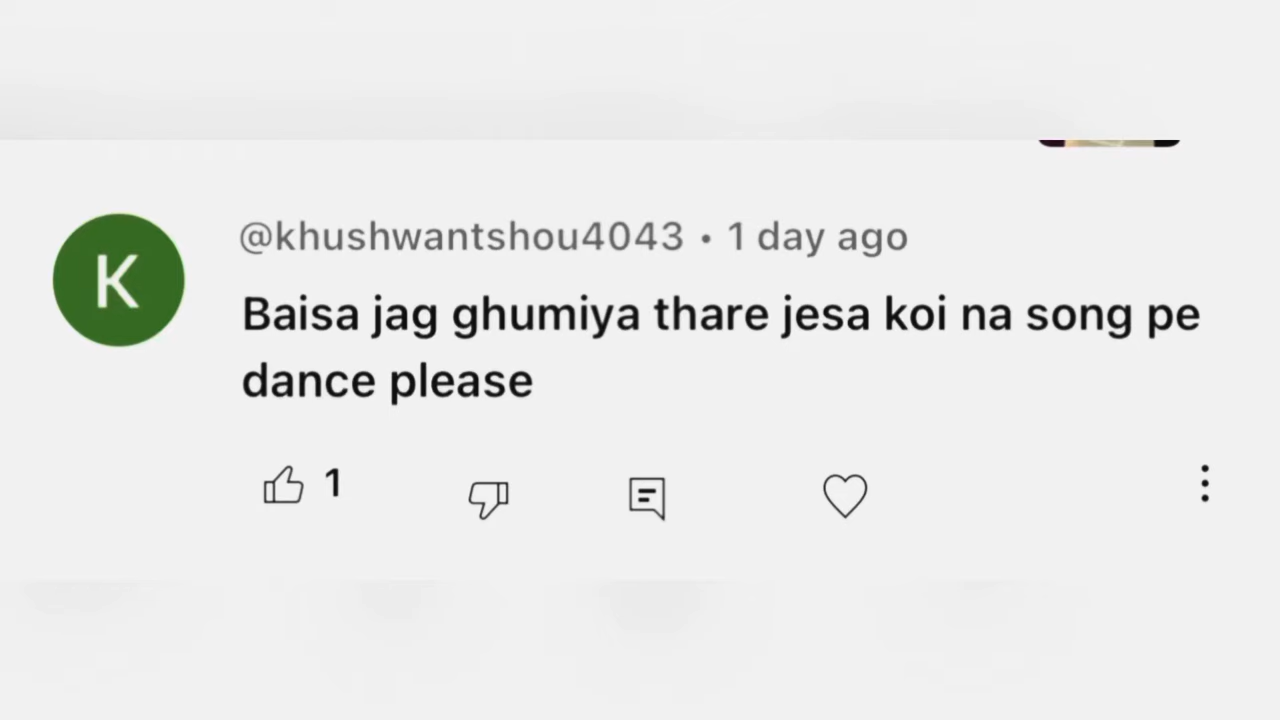 K
@khushwantshou4043 • 1 day ago
Baisa jag ghumiya thare jesa koi na song pe
dance please
1